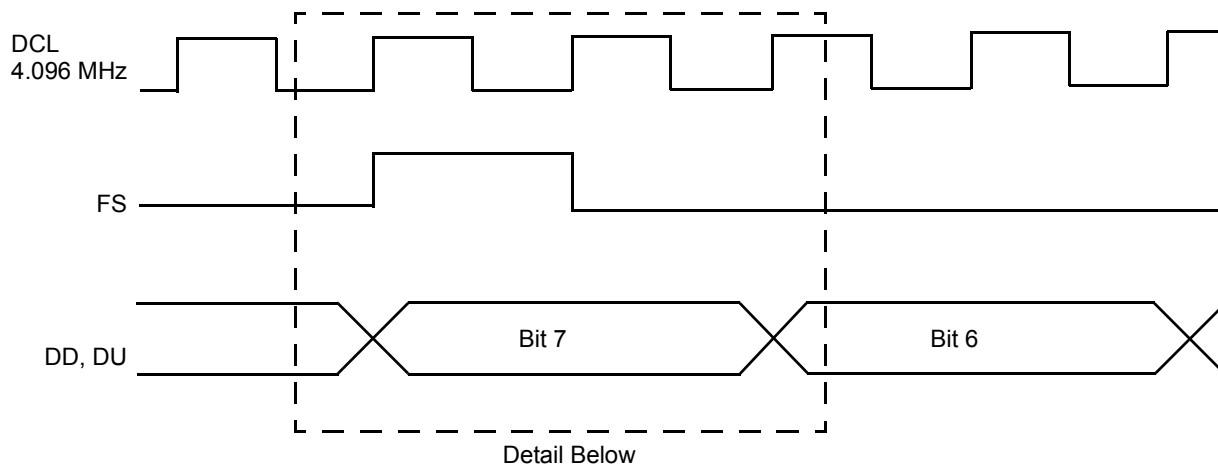 DCL
4.096 MHz
FS
DD, DU
Bit 7
Bit 6
Detail Below